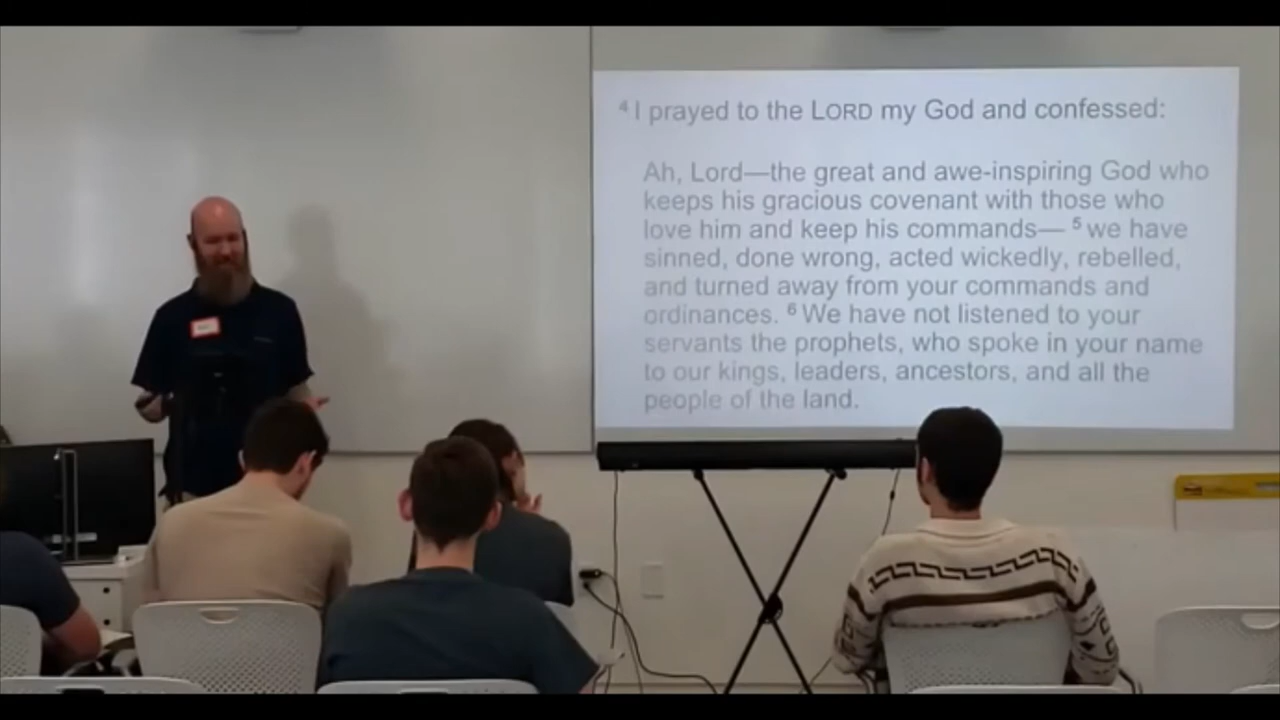 ⁴ I prayed to the LORD my God and confessed:
Ah, Lord—the great and awe-inspiring God who
keeps his gracious covenant with those who
love him and keep his commands— ⁵ we have
sinned, done wrong, acted wickedly, rebelled,
and turned away from your commands and
ordinances. ⁶ We have not listened to your
servants the prophets, who spoke in your name
to our kings, leaders, ancestors, and all the
people of the land.